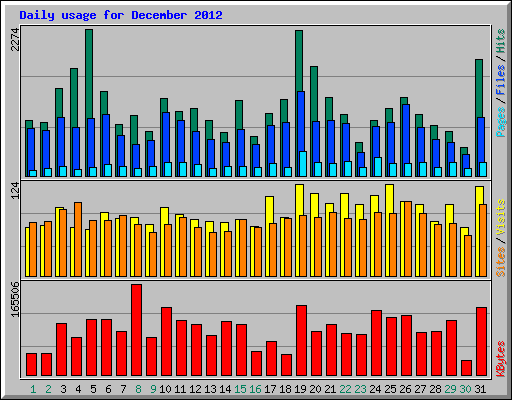 Daily usage for December 2012
2274
Pages/Files/Hits
124
Sites/Visits
165506
KBytes
1 2 3 4 5 6 7 8 9 10 11 12 13 14 15 16 17 18 19 20 21 22 23 24 25 26 27 28 29 30 31